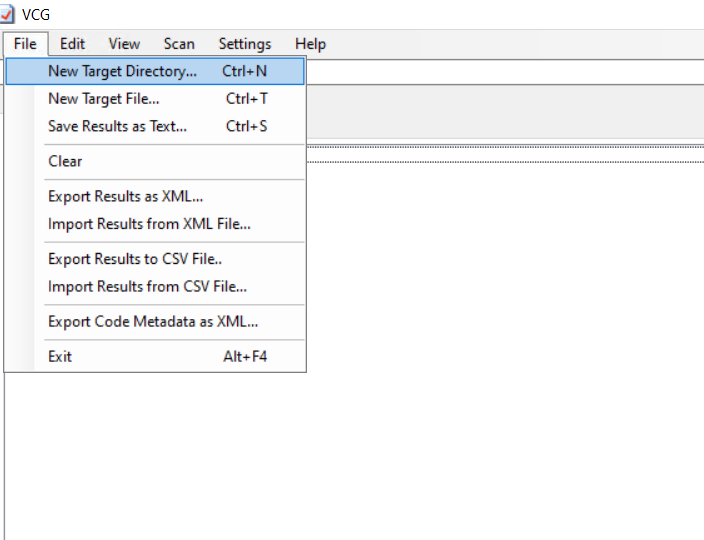 VCG
File Edit View Scan Settings Help
New Target Directory... Ctrl+N
New Target File... Ctrl+T
Save Results as Text... Ctrl+S
Clear
Export Results as XML...
Import Results from XML File...
Export Results to CSV File..
Import Results from CSV File...
Export Code Metadata as XML...
Exit Alt+F4